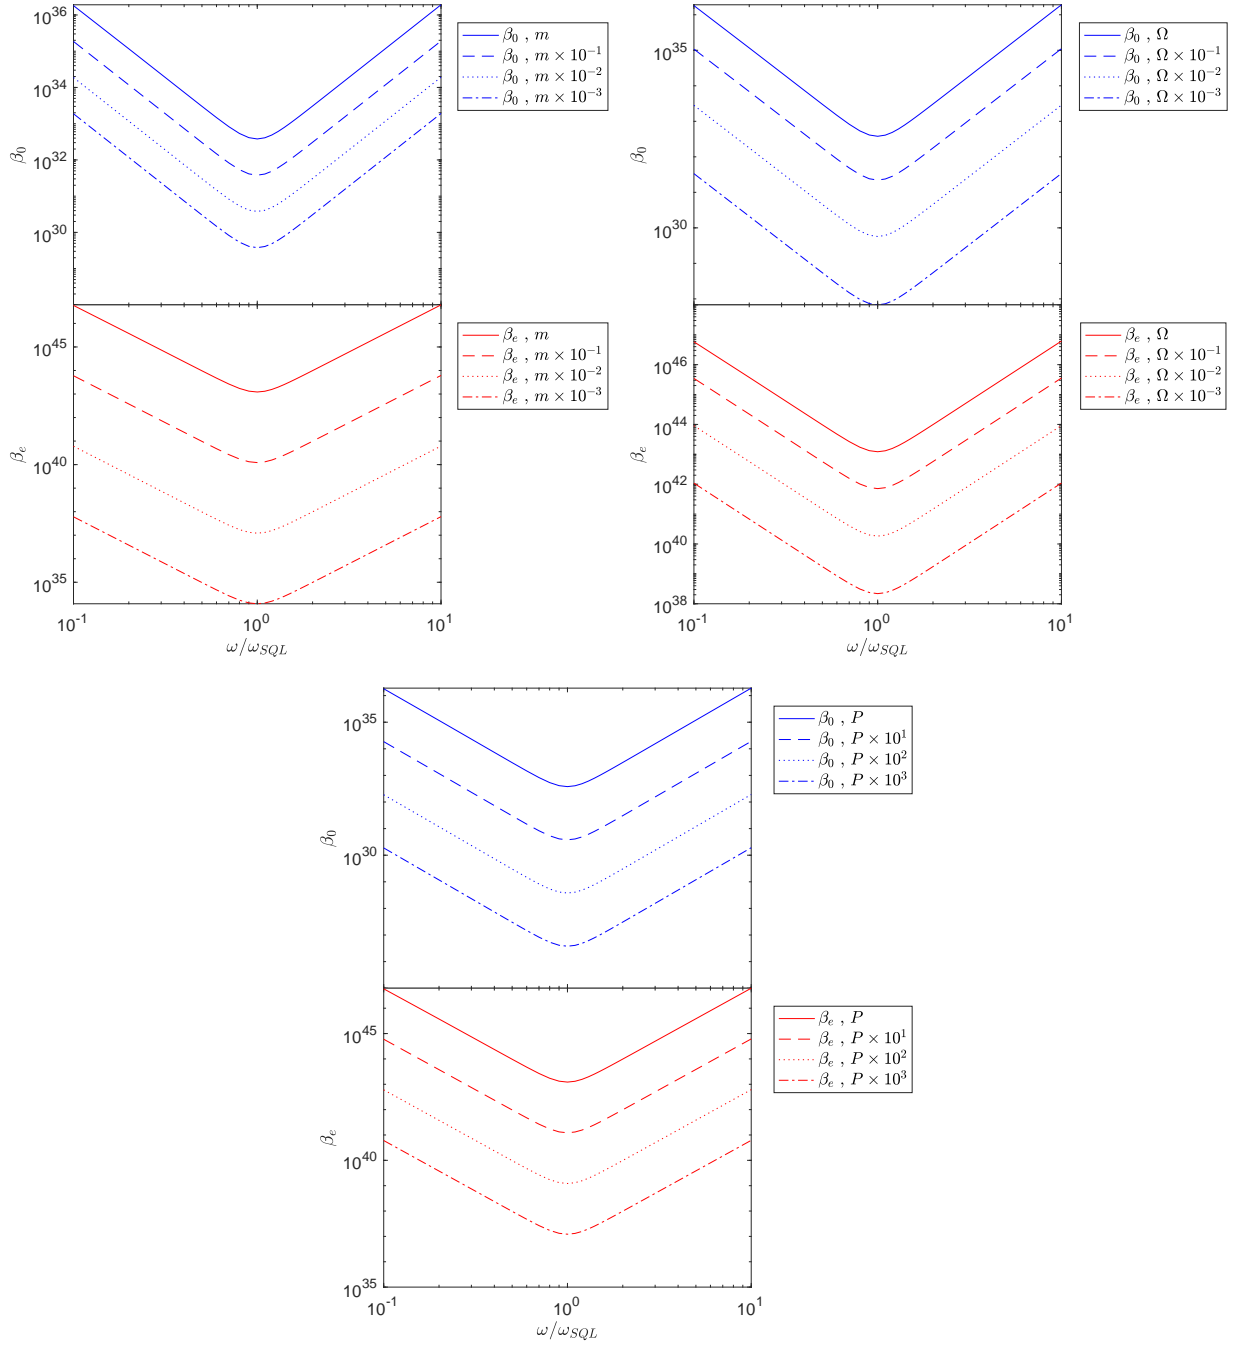 10^36
10^34
10^32
10^30
β_0
β_0 , m
β_0 , m × 10^-1
β_0 , m × 10^-2
β_0 , m × 10^-3
10^45
10^40
10^35
β_e
β_e , m
β_e , m × 10^-1
β_e , m × 10^-2
β_e , m × 10^-3
10^-1 10^0 10^1
ω/ω_SQL
10^35
10^30
β_0
β_0 , Ω
β_0 , Ω × 10^-1
β_0 , Ω × 10^-2
β_0 , Ω × 10^-3
10^46
10^44
10^42
10^40
10^38
β_e
β_e , Ω
β_e , Ω × 10^-1
β_e , Ω × 10^-2
β_e , Ω × 10^-3
10^-1 10^0 10^1
ω/ω_SQL
10^35
10^30
β_0
β_0 , P
β_0 , P × 10^1
β_0 , P × 10^2
β_0 , P × 10^3
10^45
10^40
10^35
β_e
β_e , P
β_e , P × 10^1
β_e , P × 10^2
β_e , P × 10^3
10^-1 10^0 10^1
ω/ω_SQL